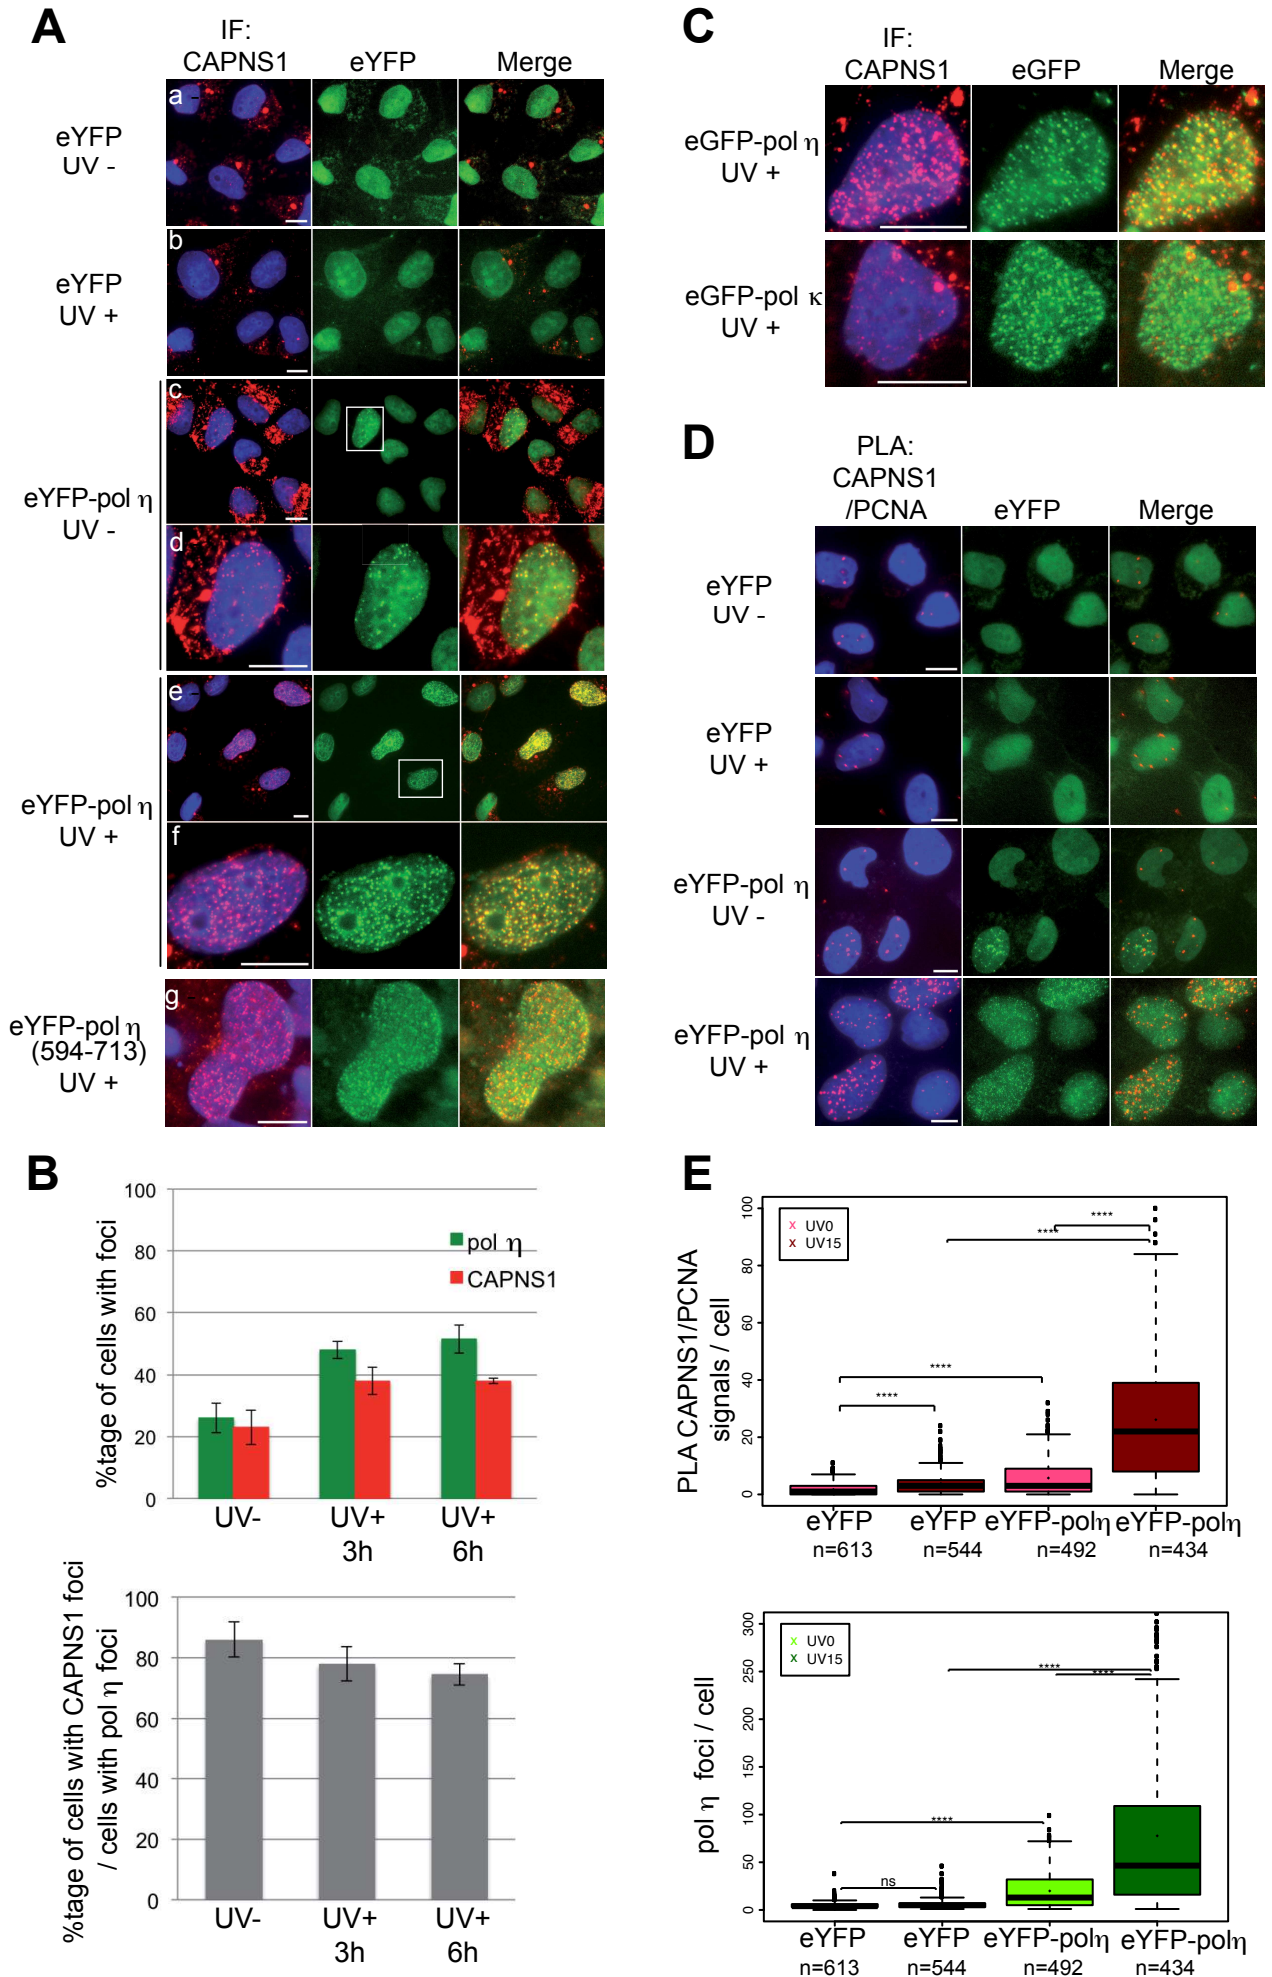 A
IF:
CAPNS1
eYFP
Merge
eYFP
UV -
a
eYFP
UV +
b
eYFP-pol η
UV -
c
d
eYFP-pol η
UV +
e
f
eYFP-pol η
(594-713)
UV +
g
B
%tage of cells with foci
100
80
60
40
20
0
pol η
CAPNS1
UV-
UV+
3h
UV+
6h
%tage of cells with CAPNS1 foci
/ cells with pol η foci
100
80
60
40
20
0
UV-
UV+
3h
UV+
6h
C
IF:
CAPNS1
eGFP
Merge
eGFP-pol η
UV +
eGFP-pol κ
UV +
D
PLA:
CAPNS1
/PCNA
eYFP
Merge
eYFP
UV -
eYFP
UV +
eYFP-pol η
UV -
eYFP-pol η
UV +
E
PLA CAPNS1/PCNA
signals / cell
100
80
60
40
20
0
x UV0
x UV15
****
****
****
****
eYFP
n=613
eYFP
n=544
eYFP-polη
n=492
eYFP-polη
n=434
pol η foci / cell
300
250
200
150
100
50
0
x UV0
x UV15
****
****
****
ns
eYFP
n=613
eYFP
n=544
eYFP-polη
n=492
eYFP-polη
n=434